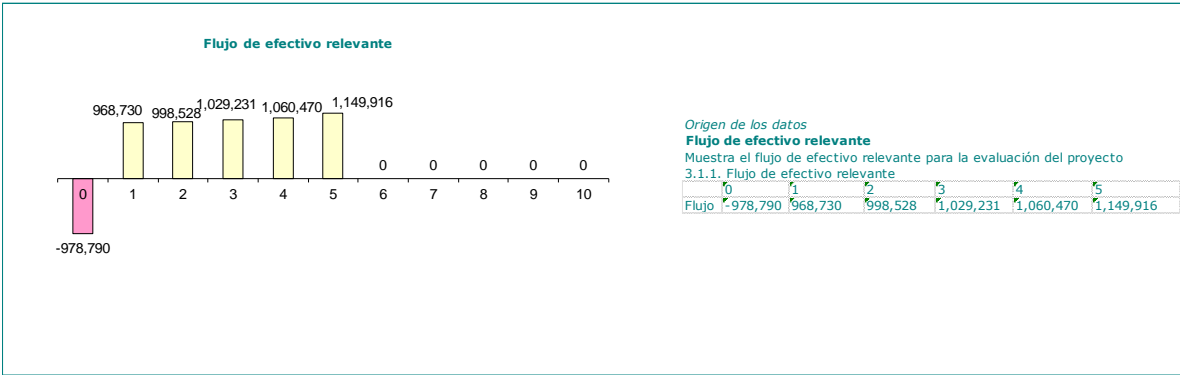 Flujo de efectivo relevante
968,730 998,528 1,029,231 1,060,470 1,149,916
0 0 0 0 0
0 1 2 3 4 5 6 7 8 9 10
-978,790
Origen de los datos
Flujo de efectivo relevante
Muestra el flujo de efectivo relevante para la evaluación del proyecto
3.1.1. Flujo de efectivo relevante
0 1 2 3 4 5
Flujo -978,790 968,730 998,528 1,029,231 1,060,470 1,149,916